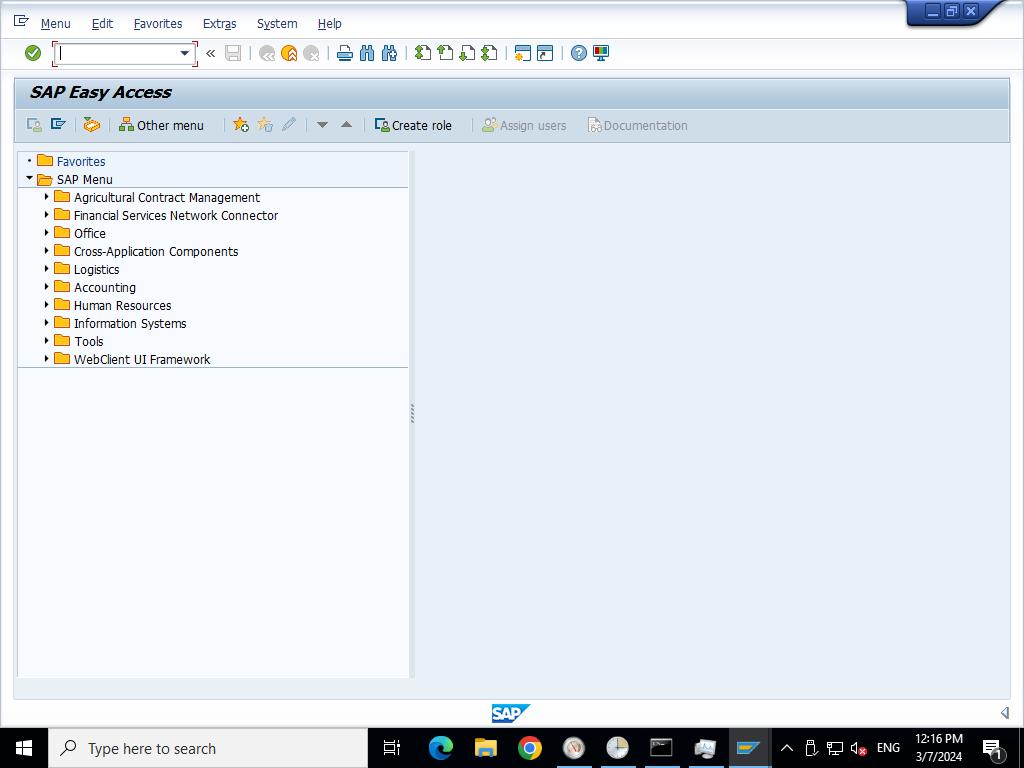 Menu Edit Favorites Extras System Help
SAP Easy Access
Other menu Create role Assign users Documentation
Favorites
SAP Menu
Agricultural Contract Management
Financial Services Network Connector
Office
Cross-Application Components
Logistics
Accounting
Human Resources
Information Systems
Tools
WebClient UI Framework
SAP
Type here to search
ENG
12:16 PM
3/7/2024
1